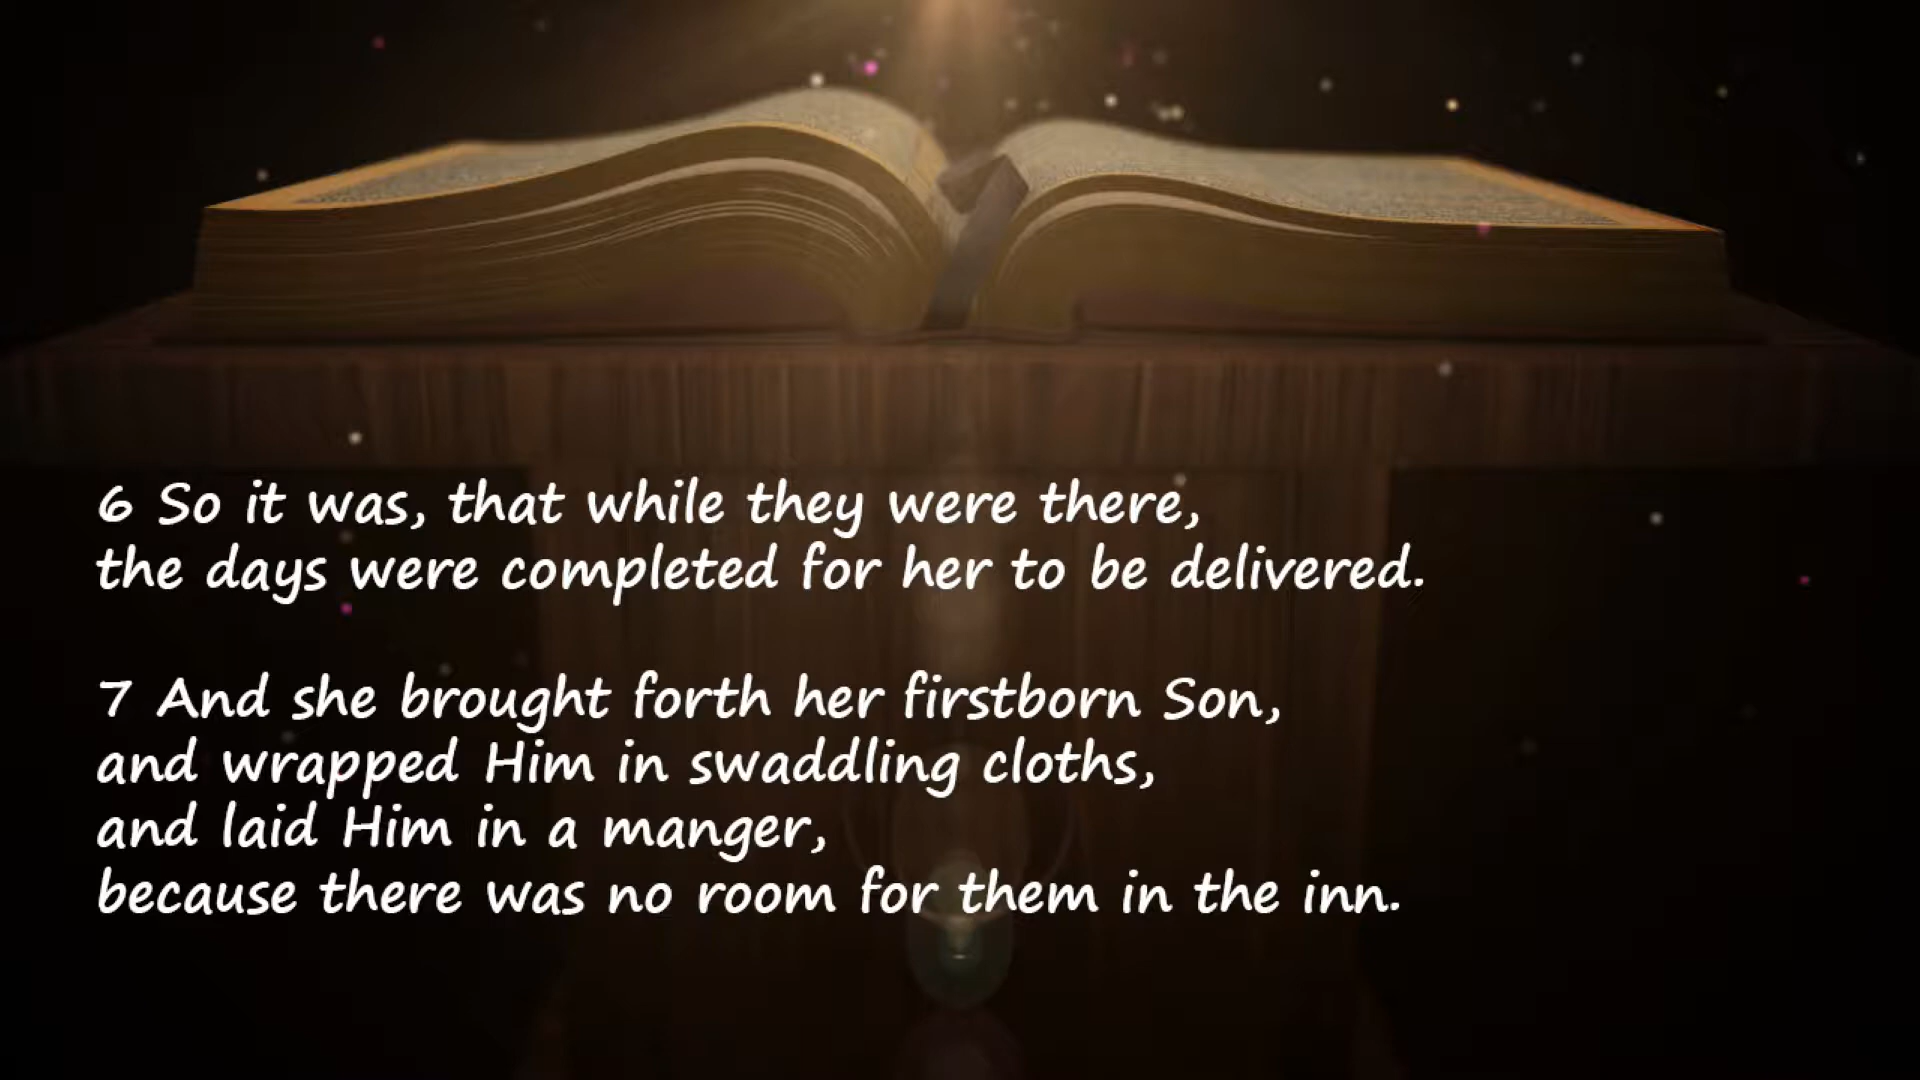 6 So it was, that while they were there,
the days were completed for her to be delivered.
7 And she brought forth her firstborn Son,
and wrapped Him in swaddling cloths,
and laid Him in a manger,
because there was no room for them in the inn.